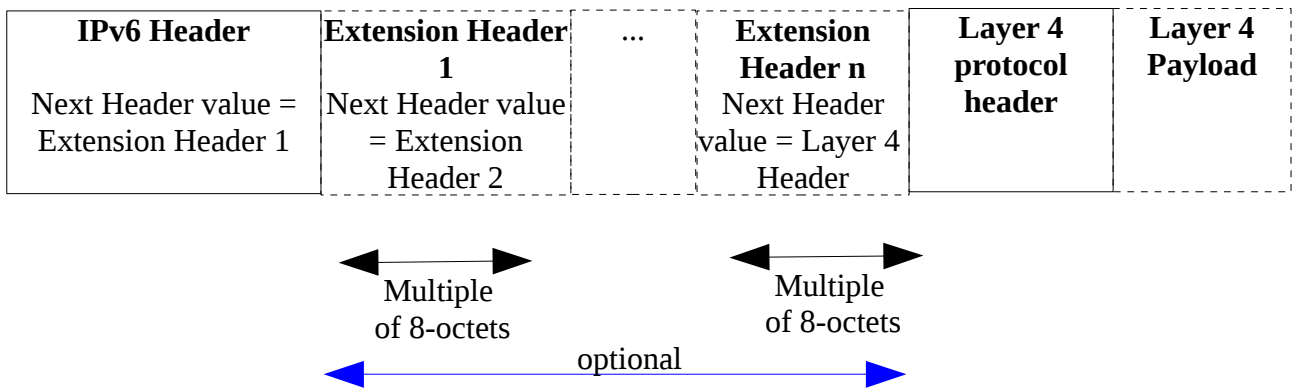 IPv6 Header
Next Header value =
Extension Header 1
Extension Header
1
Next Header value
= Extension
Header 2
...
Extension
Header n
Next Header
value = Layer 4
Header
Layer 4
protocol
header
Layer 4
Payload
Multiple
of 8-octets
Multiple
of 8-octets
optional